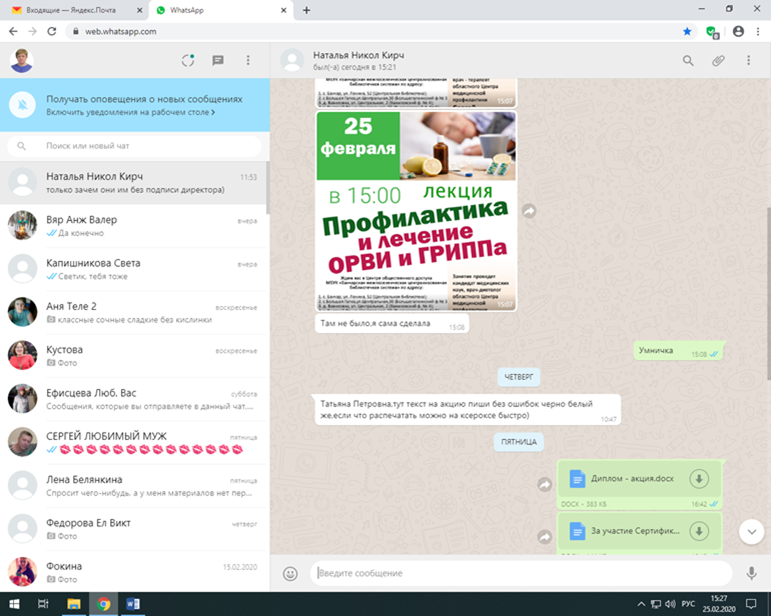 Входящие — Яндекс.Почта
WhatsApp
web.whatsapp.com
Получать оповещения о новых сообщениях
Включить уведомления на рабочем столе
Поиск или новый чат
Наталья Никол Кирч
11:53
только зачем они им без подписи директора)
Вяр Анж Валер
вчера
Да конечно
Капишникова Света
вчера
Светик, тебя тоже
Аня Теле 2
воскресенье
классные сочные сладкие без кислинки
Кустова
воскресенье
Фото
Ефисцева Люб. Вас
суббота
Сообщения, которые вы отправляете в данный чат,...
СЕРГЕЙ ЛЮБИМЫЙ МУЖ
пятница
Лена Белянкина
пятница
Спросит чего-нибудь, а у меня материалов нет пер...
Федорова Ел Викт
четверг
Фото
Фокина
15.02.2020
Фото
Наталья Никол Кирч
был(-а) сегодня в 15:21
15:07
25
февраля
в 15:00 лекция
Профилактика
и лечение
ОРВИ и ГРИППа
15:07
Там не было,я сама сделала
15:08
Умничка
15:08
ЧЕТВЕРГ
Татьяна Петровна,тут текст на акцию пиши без ошибок черно белый
же,если что распечатать можно на ксероксе быстро)
10:47
ПЯТНИЦА
Диплом - акция.docx
DOCX • 383 КБ
16:42
За участие Сертифик...
Введите сообщение
РУС
15:27
25.02.2020